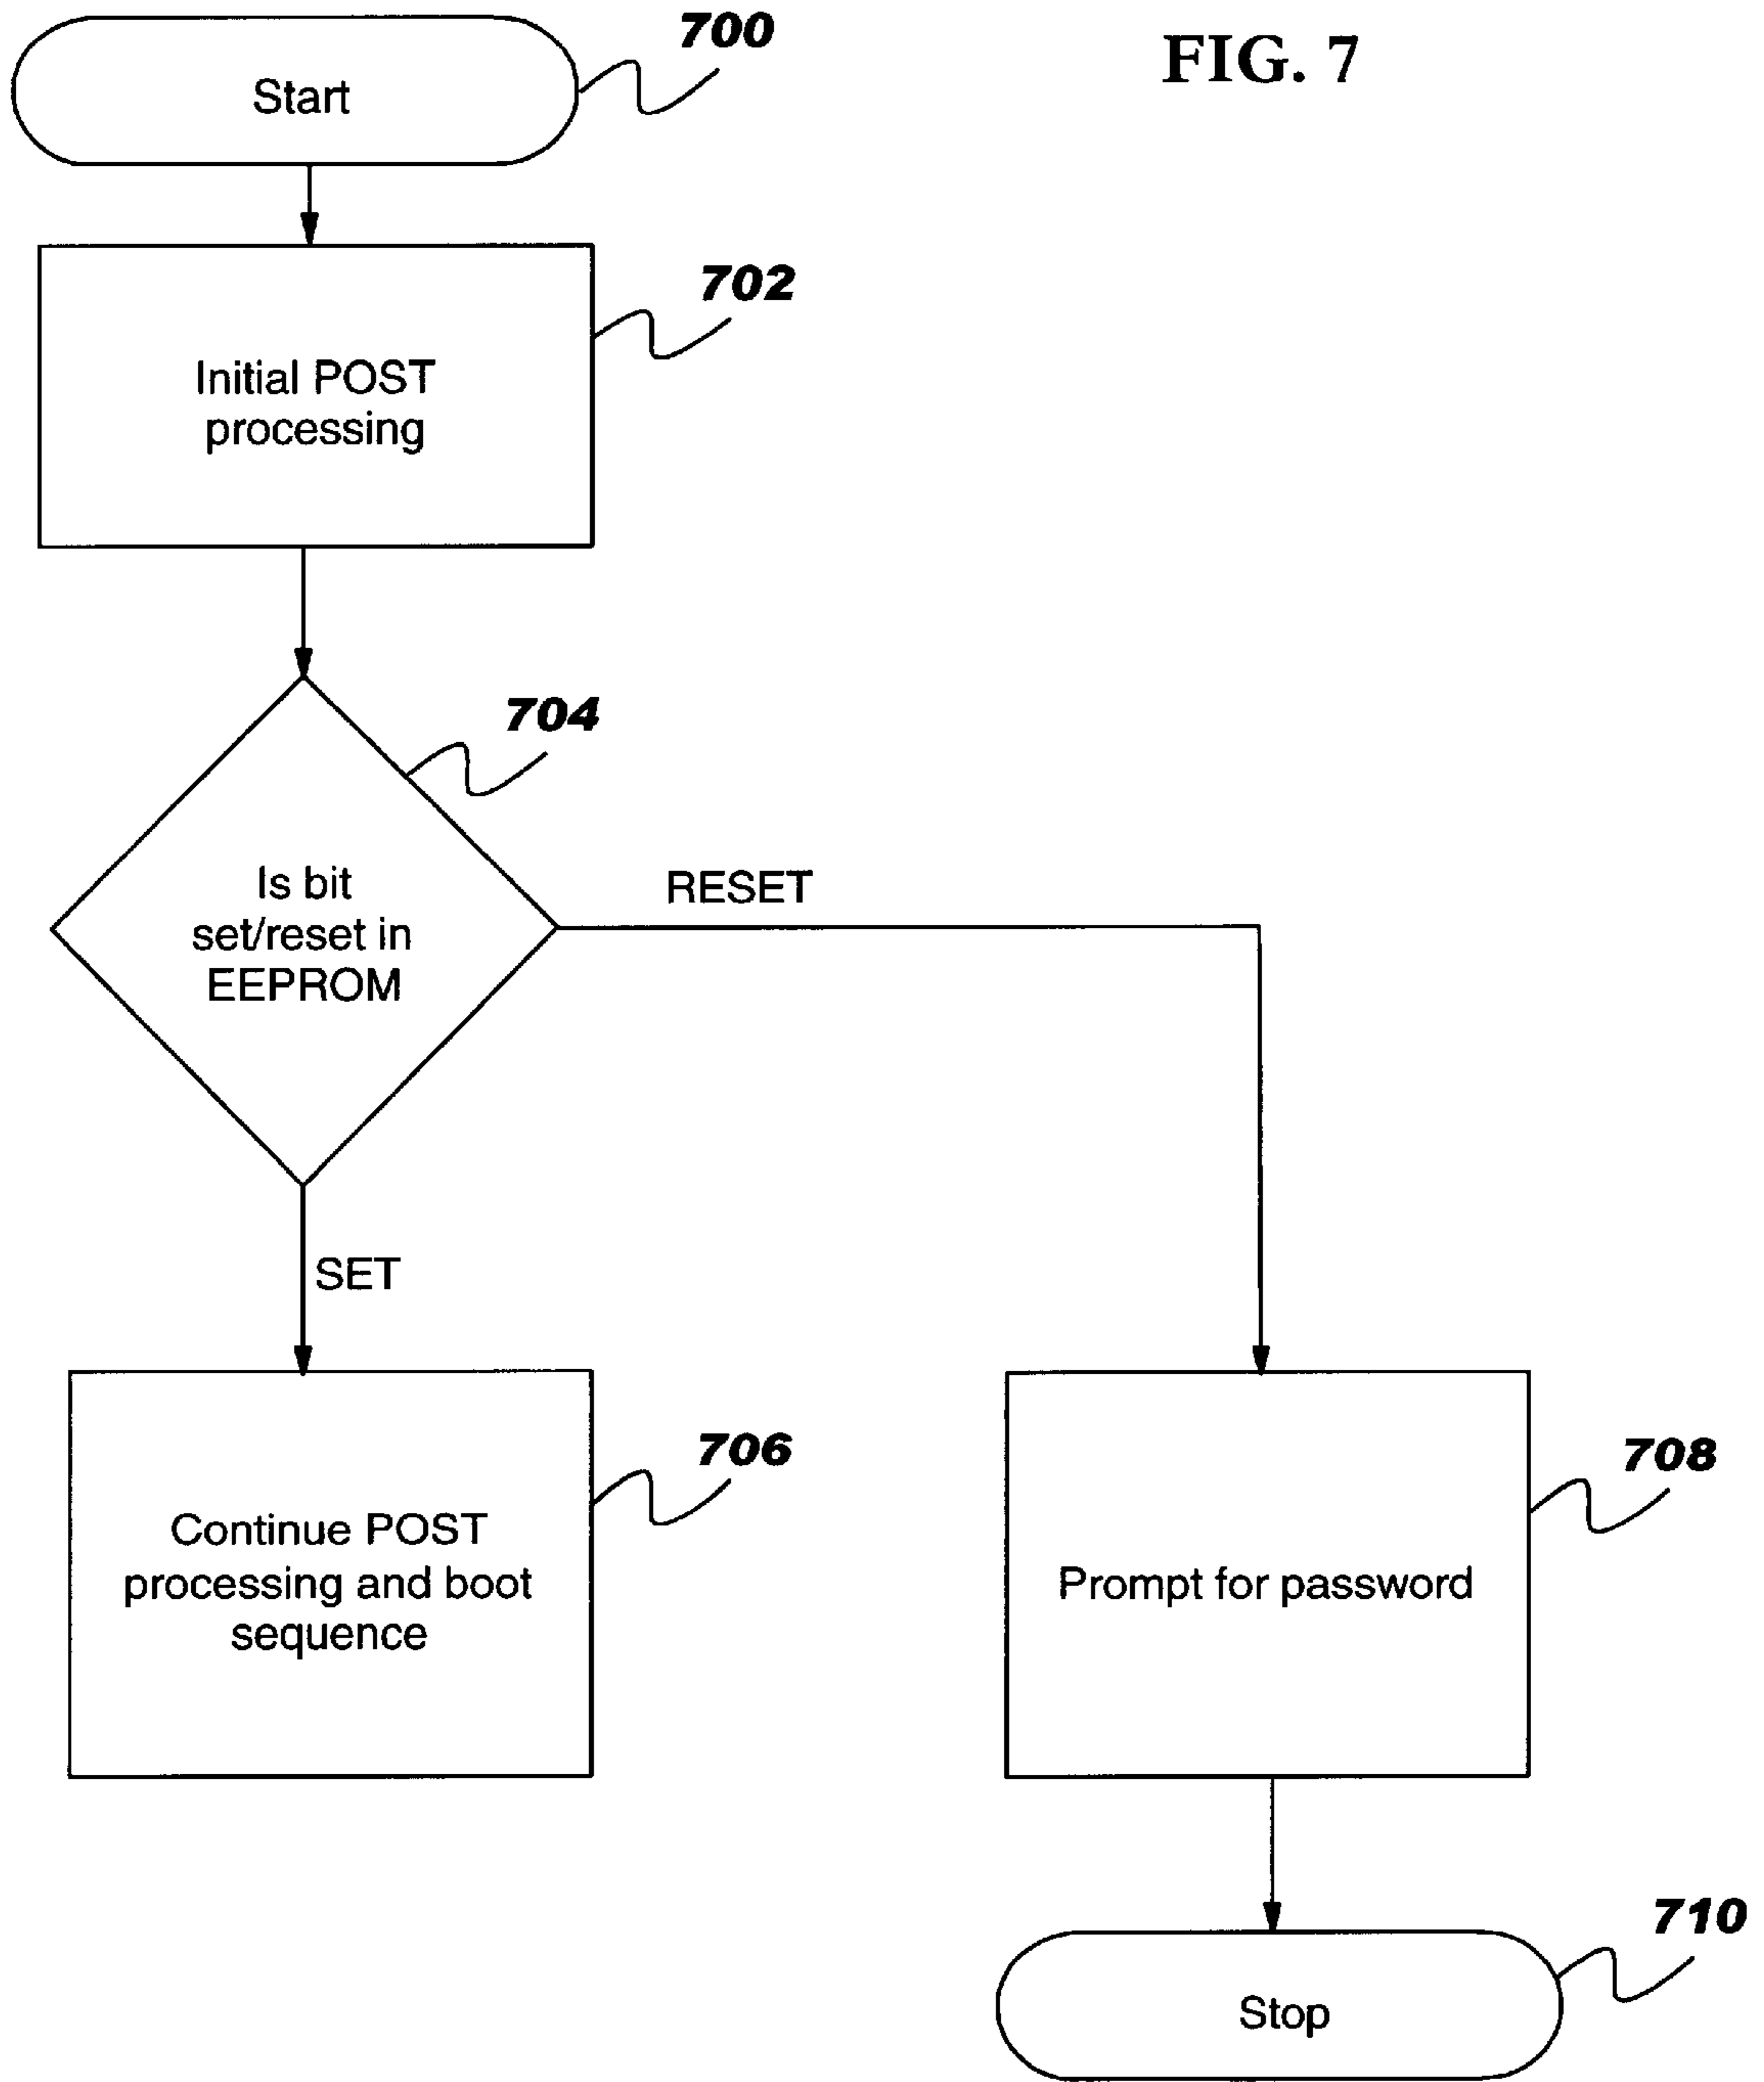 FIG. 7
700
Start
702
Initial POST
processing
704
Is bit
set/reset in
EEPROM
RESET
SET
706
Continue POST
processing and boot
sequence
708
Prompt for password
710
Stop